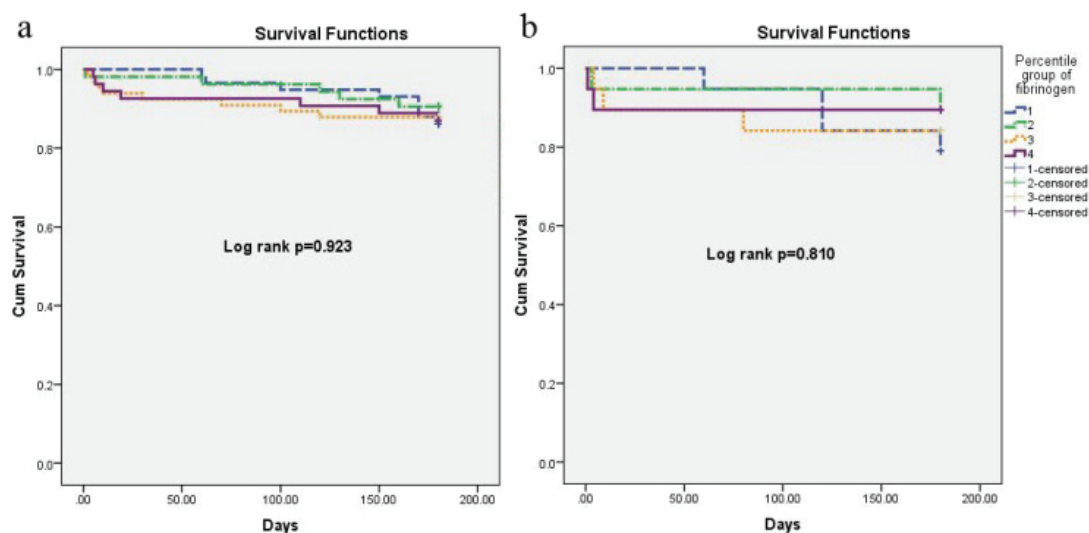 a
Survival Functions
1.0
0.8
0.6
0.4
0.2
0.0
Cum Survival
Log rank p=0.923
.00 50.00 100.00 150.00 200.00
Days
b
Survival Functions
1.0
0.8
0.6
0.4
0.2
0.0
Cum Survival
Log rank p=0.810
.00 50.00 100.00 150.00 200.00
Days
Percentile
group of
fibrinogen
1
2
3
4
1-censored
2-censored
3-censored
4-censored